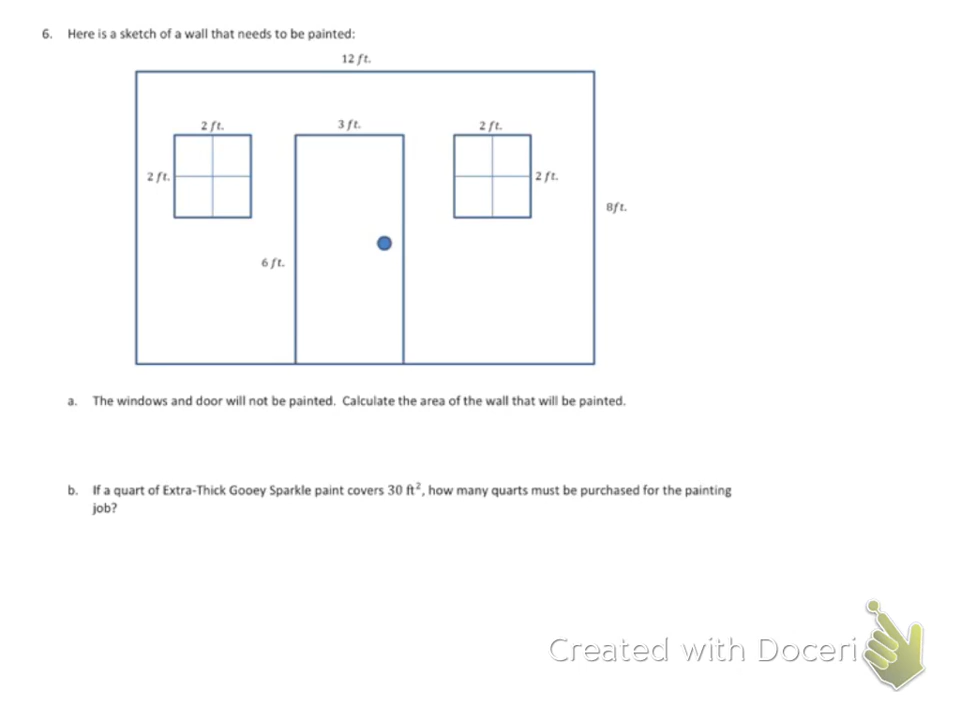 6. Here is a sketch of a wall that needs to be painted:
12 ft.
2 ft.
3 ft.
2 ft.
2 ft.
2 ft.
8ft.
6 ft.
a. The windows and door will not be painted. Calculate the area of the wall that will be painted.
b. If a quart of Extra-Thick Gooey Sparkle paint covers 30 ft², how many quarts must be purchased for the painting
job?
Created with Doceri